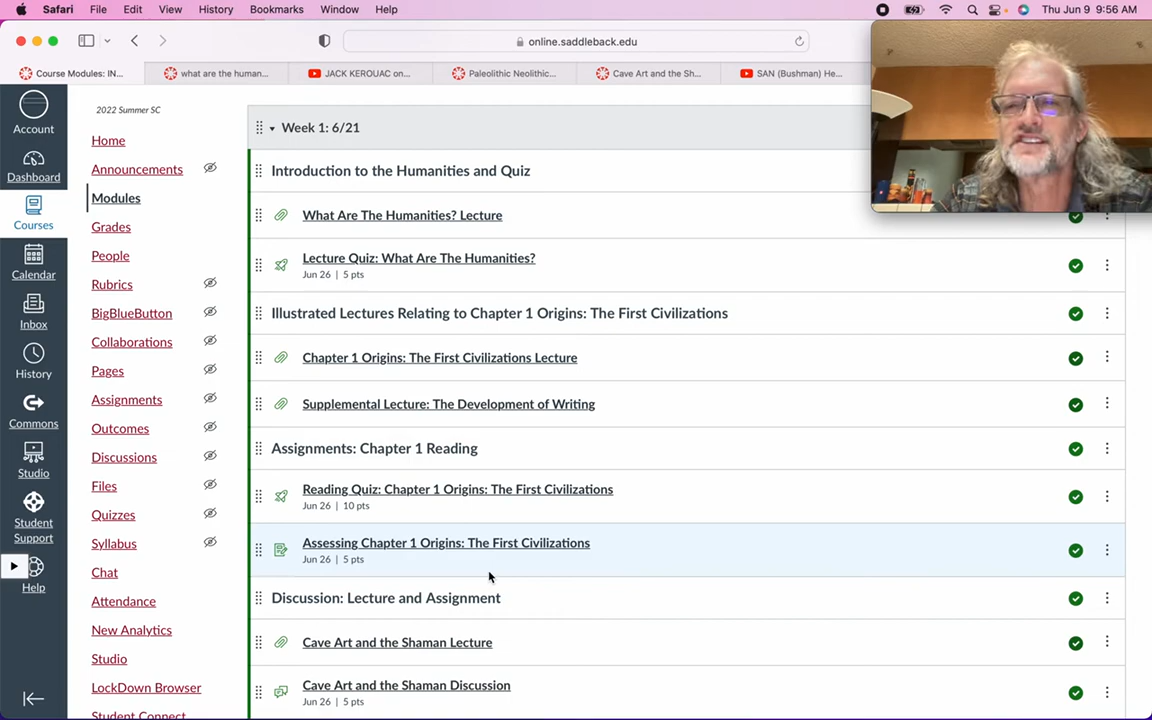 Safari File Edit View History Bookmarks Window Help Thu Jun 9 9:56 AM
online.saddleback.edu
Course Modules: IN... what are the human... JACK KEROUAC on... Paleolithic Neolithic... Cave Art and the Sh... SAN (Bushman) He...
Account
Dashboard
Courses
Calendar
Inbox
History
Commons
Studio
Student
Support
Help
2022 Summer SC
Home
Announcements
Modules
Grades
People
Rubrics
BigBlueButton
Collaborations
Pages
Assignments
Outcomes
Discussions
Files
Quizzes
Syllabus
Chat
Attendance
New Analytics
Studio
LockDown Browser
Student Connect
Week 1: 6/21
Introduction to the Humanities and Quiz
What Are The Humanities? Lecture
Lecture Quiz: What Are The Humanities?
Jun 26 | 5 pts
Illustrated Lectures Relating to Chapter 1 Origins: The First Civilizations
Chapter 1 Origins: The First Civilizations Lecture
Supplemental Lecture: The Development of Writing
Assignments: Chapter 1 Reading
Reading Quiz: Chapter 1 Origins: The First Civilizations
Jun 26 | 10 pts
Assessing Chapter 1 Origins: The First Civilizations
Jun 26 | 5 pts
Discussion: Lecture and Assignment
Cave Art and the Shaman Lecture
Cave Art and the Shaman Discussion
Jun 26 | 5 pts